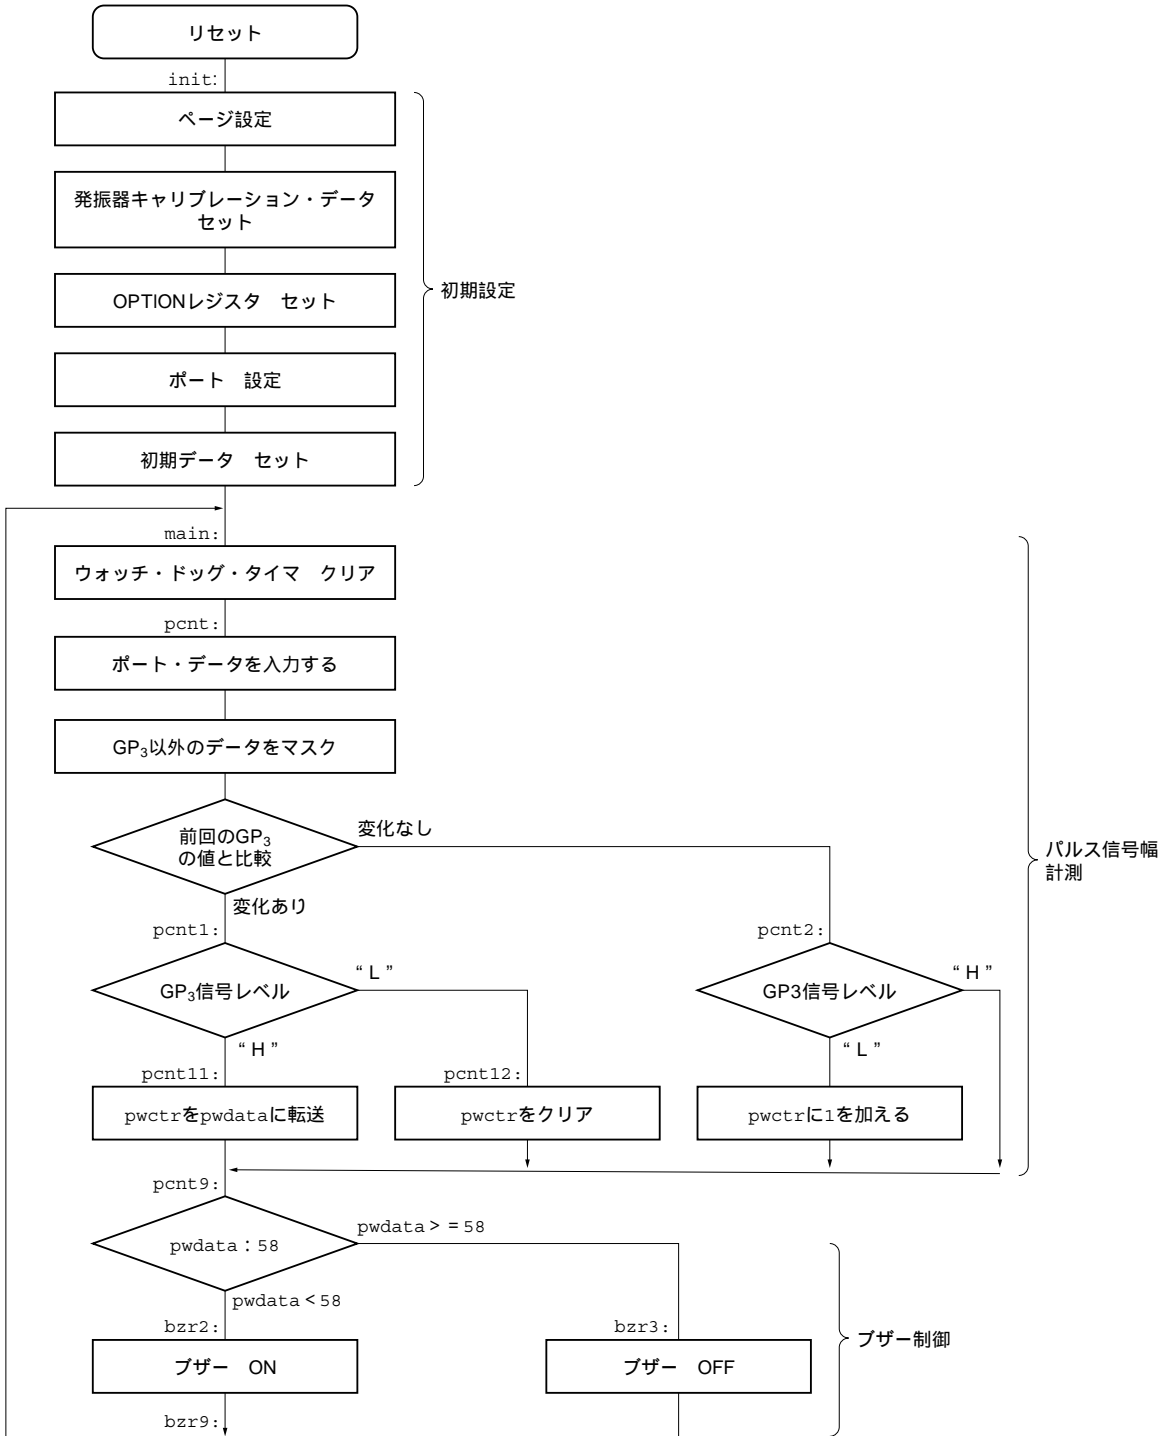 リセット
init:
ページ設定
発振器キャリブレーション・データ
セット
OPTIONレジスタ　セット
初期設定
ポート　設定
初期データ　セット
main:
ウォッチ・ドッグ・タイマ　クリア
pcnt:
ポート・データを入力する
GP3以外のデータをマスク
前回のGP3
の値と比較
変化なし
変化あり
パルス信号幅
計測
pcnt1:
pcnt2:
GP3信号レベル
“L”
GP3信号レベル
“H”
“H”
“L”
pcnt11:
pcnt12:
pwctrをpwdataに転送
pwctrをクリア
pwctrに1を加える
pcnt9:
pwdata：58
pwdata>=58
pwdata<58
bzr2:
bzr3:
ブザー　ON
ブザー　OFF
ブザー制御
bzr9: